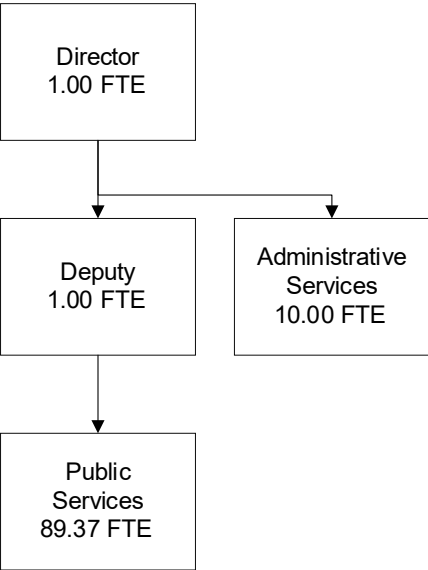 Director
1.00 FTE
Deputy
1.00 FTE
Administrative
Services
10.00 FTE
Public
Services
89.37 FTE